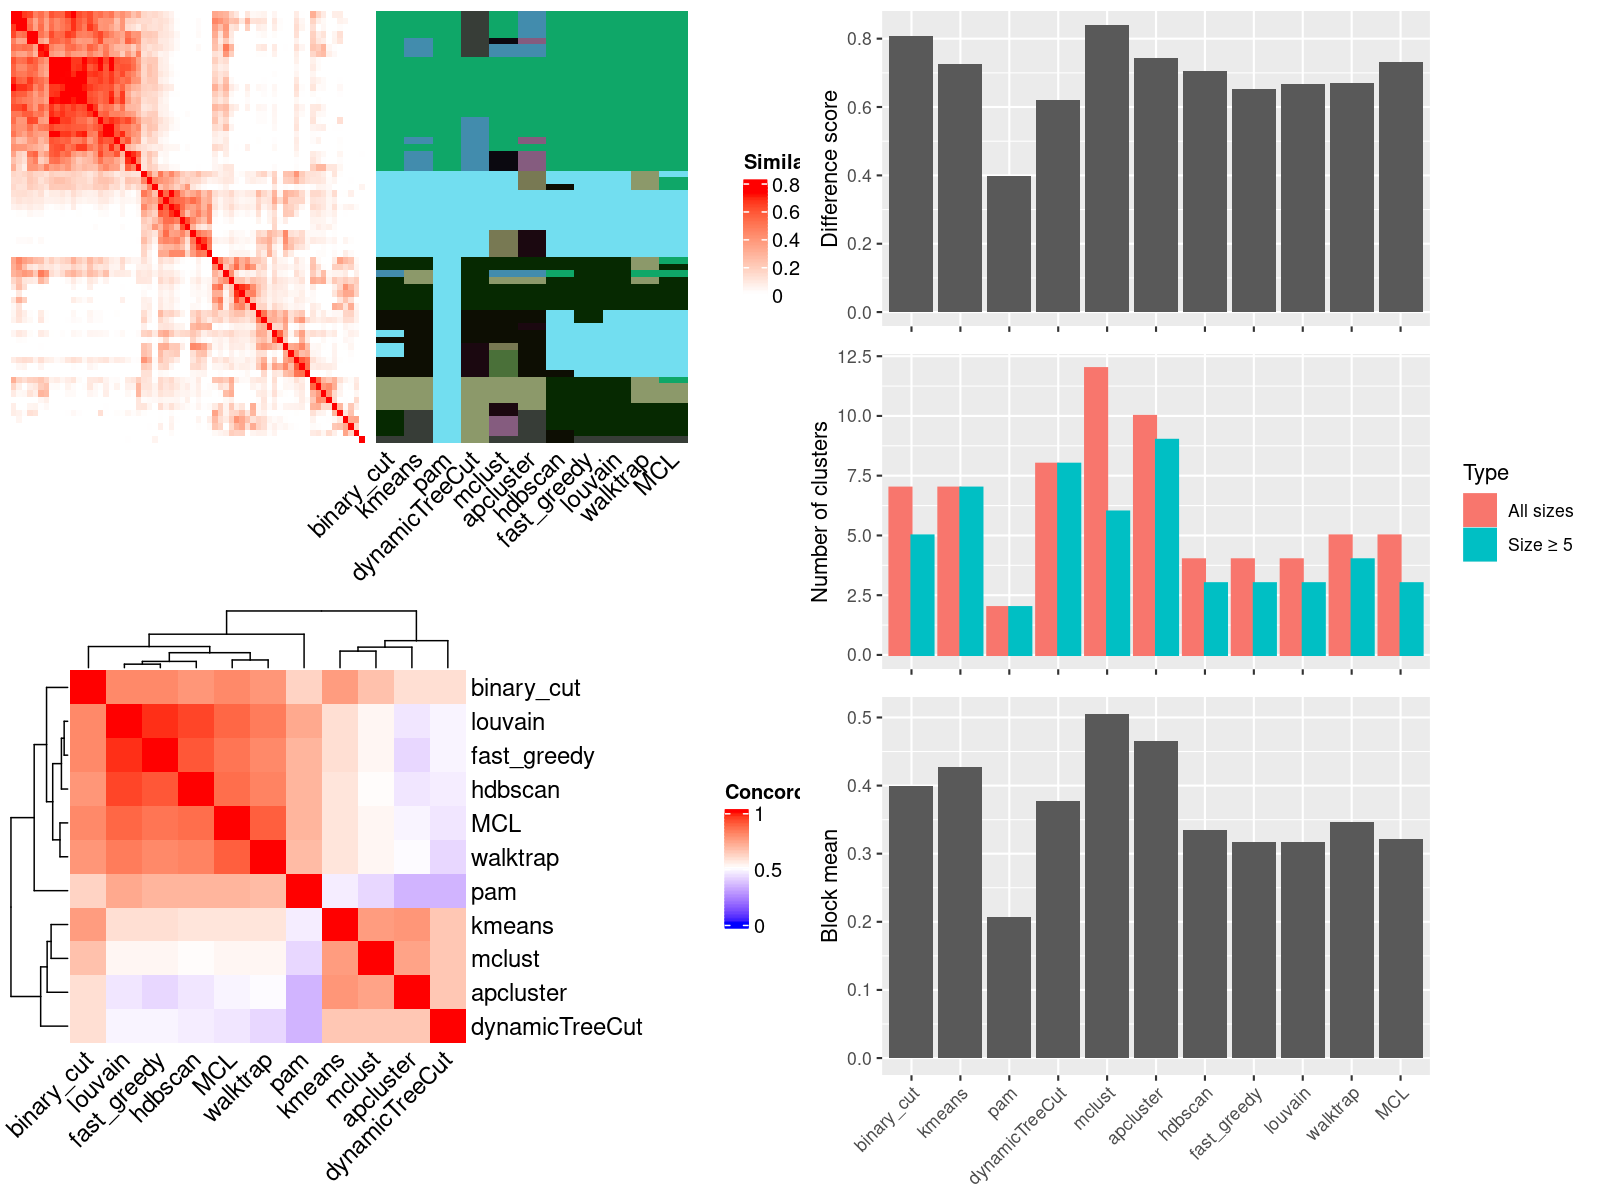 Simila
0.8
0.6
0.4
0.2
0
binary_cut
kmeans
pam
dynamicTreeCut
mclust
apcluster
hdbscan
fast_greedy
louvain
walktrap
MCL
binary_cut
louvain
fast_greedy
hdbscan
MCL
walktrap
pam
kmeans
mclust
apcluster
dynamicTreeCut
Concord
1
0.5
0
binary_cut
louvain
fast_greedy
hdbscan
MCL
walktrap
pam
kmeans
mclust
apcluster
dynamicTreeCut
Difference score
0.8
0.6
0.4
0.2
0.0
Number of clusters
12.5
10.0
7.5
5.0
2.5
0.0
Type
All sizes
Size ≥ 5
Block mean
0.5
0.4
0.3
0.2
0.1
0.0
binary_cut
kmeans
pam
dynamicTreeCut
mclust
apcluster
hdbscan
fast_greedy
louvain
walktrap
MCL